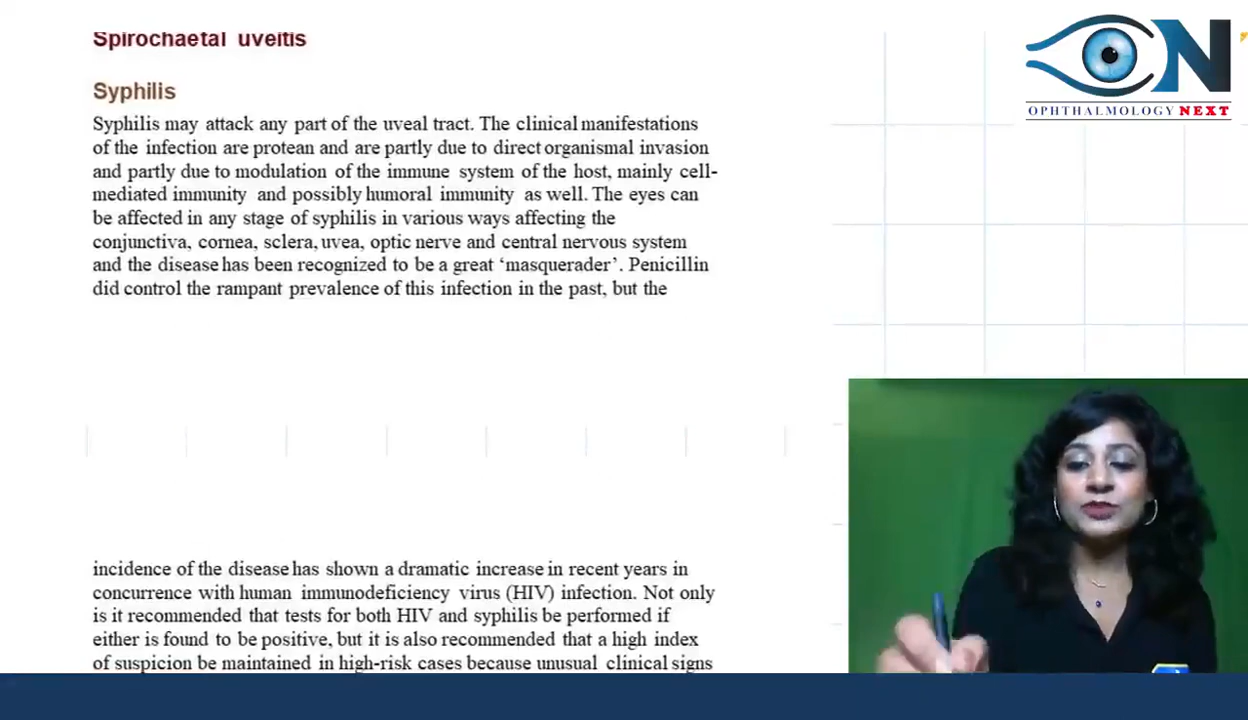 Spirochaetal uveitis
OPHTHALMOLOGY NEXT
Syphilis
Syphilis may attack any part of the uveal tract. The clinical manifestations
of the infection are protean and are partly due to direct organismal invasion
and partly due to modulation of the immune system of the host, mainly cell-
mediated immunity and possibly humoral immunity as well. The eyes can
be affected in any stage of syphilis in various ways affecting the
conjunctiva, cornea, sclera, uvea, optic nerve and central nervous system
and the disease has been recognized to be a great ‘masquerader’. Penicillin
did control the rampant prevalence of this infection in the past, but the
incidence of the disease has shown a dramatic increase in recent years in
concurrence with human immunodeficiency virus (HIV) infection. Not only
is it recommended that tests for both HIV and syphilis be performed if
either is found to be positive, but it is also recommended that a high index
of suspicion be maintained in high-risk cases because unusual clinical signs